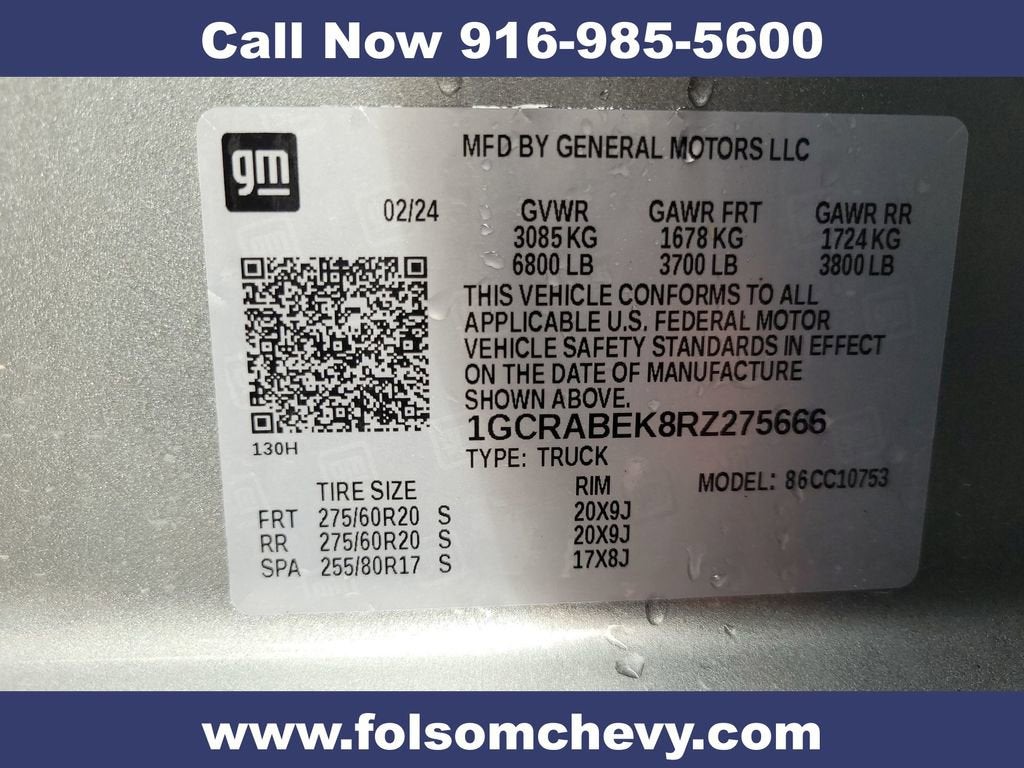 Call Now 916-985-5600
gm
MFD BY GENERAL MOTORS LLC
02/24
GVWR GAWR FRT GAWR RR
3085 KG 1678 KG 1724 KG
6800 LB 3700 LB 3800 LB
THIS VEHICLE CONFORMS TO ALL
APPLICABLE U.S. FEDERAL MOTOR
VEHICLE SAFETY STANDARDS IN EFFECT
ON THE DATE OF MANUFACTURE
SHOWN ABOVE.
1GCRABEK8RZ275666
130H
TYPE: TRUCK
MODEL: 86CC10753
TIRE SIZE RIM
FRT 275/60R20 S 20X9J
RR 275/60R20 S 20X9J
SPA 255/80R17 S 17X8J
www.folsomchevy.com